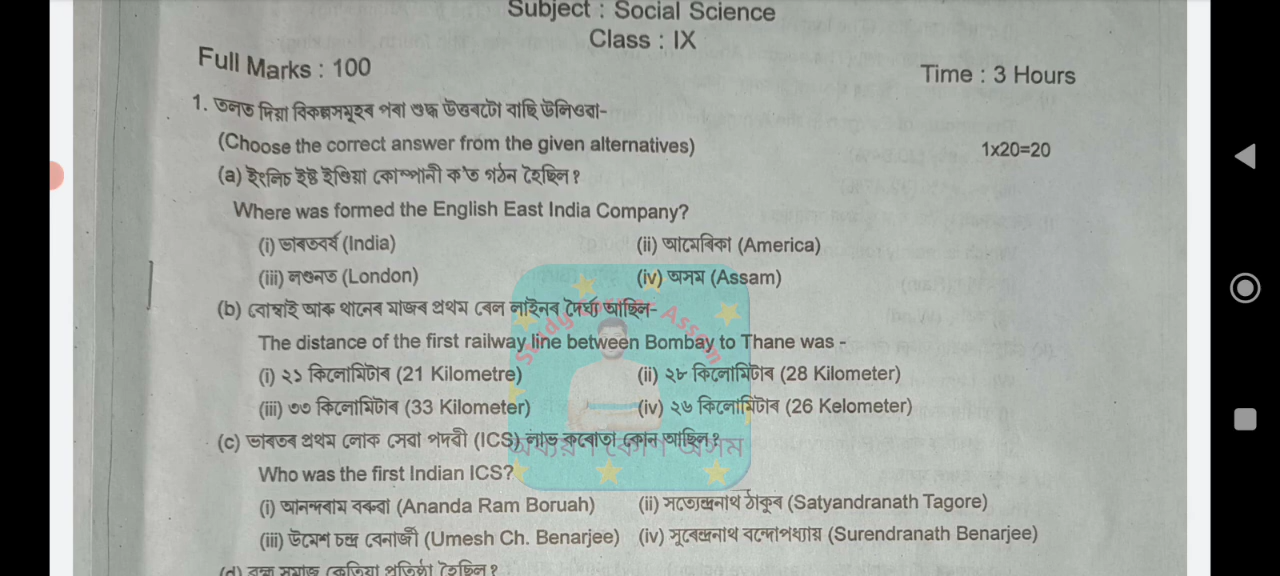 Subject : Social Science
Class : IX
Full Marks : 100
Time : 3 Hours
1. তলত দিয়া বিকল্পসমূহৰ পৰা শুদ্ধ উত্তৰটো বাছি উলিওৱা-
(Choose the correct answer from the given alternatives) 1x20=20
(a) ইংলিচ ইষ্ট ইণ্ডিয়া কোম্পানী ক'ত গঠন হৈছিল ?
Where was formed the English East India Company?
(i) ভাৰতবৰ্ষ (India) (ii) আমেৰিকা (America)
(iii) লণ্ডনত (London) (iv) অসম (Assam)
(b) বোম্বাই আৰু থানেৰ মাজৰ প্ৰথম ৰেল লাইনৰ দৈৰ্ঘ্য আছিল-
The distance of the first railway line between Bombay to Thane was -
(i) ২১ কিলোমিটাৰ (21 Kilometre) (ii) ২৮ কিলোমিটাৰ (28 Kilometer)
(iii) ৩৩ কিলোমিটাৰ (33 Kilometer) (iv) ২৬ কিলোমিটাৰ (26 Kelometer)
(c) ভাৰতৰ প্ৰথম লোক সেৱা পদবী (ICS) লাভ কৰোতা কোন আছিল ?
Who was the first Indian ICS?
(i) আনন্দৰাম বৰুৱা (Ananda Ram Boruah) (ii) সত্যেন্দ্ৰনাথ ঠাকুৰ (Satyandranath Tagore)
(iii) উমেশ চন্দ্ৰ বেনাৰ্জী (Umesh Ch. Benarjee) (iv) সুৰেন্দ্ৰনাথ বন্দোপধ্যায় (Surendranath Benarjee)
(d) ব্ৰহ্ম সমাজ কেতিয়া প্ৰতিষ্ঠা হৈছিল ?